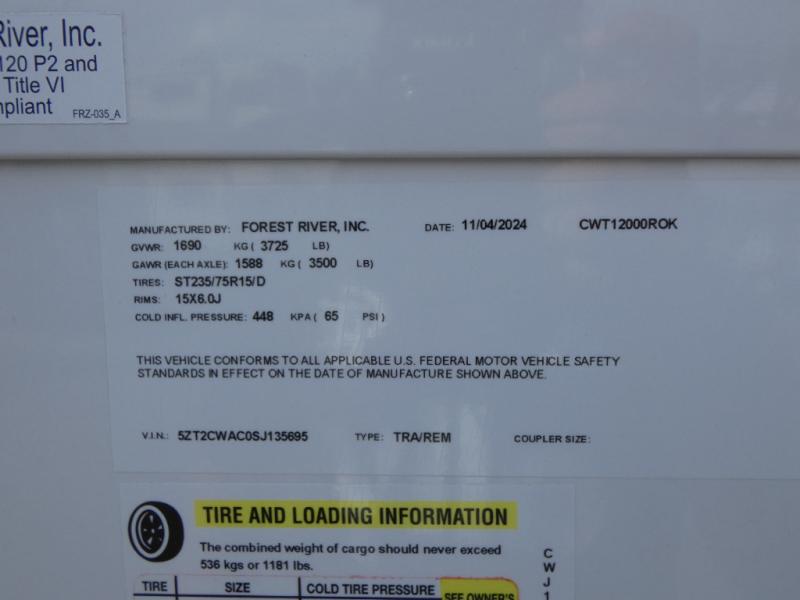 River, Inc.
120 P2 and
Title VI
mpliant FRZ-035_A
MANUFACTURED BY: FOREST RIVER, INC. DATE: 11/04/2024 CWT12000ROK
GVWR: 1690 KG ( 3725 LB)
GAWR (EACH AXLE): 1588 KG ( 3500 LB)
TIRES: ST235/75R15/D
RIMS: 15X6.0J
COLD INFL. PRESSURE: 448 KPA ( 65 PSI )
THIS VEHICLE CONFORMS TO ALL APPLICABLE U.S. FEDERAL MOTOR VEHICLE SAFETY
STANDARDS IN EFFECT ON THE DATE OF MANUFACTURE SHOWN ABOVE.
V.I.N.: 5ZT2CWAC0SJ135695 TYPE: TRA/REM COUPLER SIZE:
TIRE AND LOADING INFORMATION
The combined weight of cargo should never exceed
536 kgs or 1181 lbs.
TIRE SIZE COLD TIRE PRESSURE SEE OWNER'S
C
W
J
1